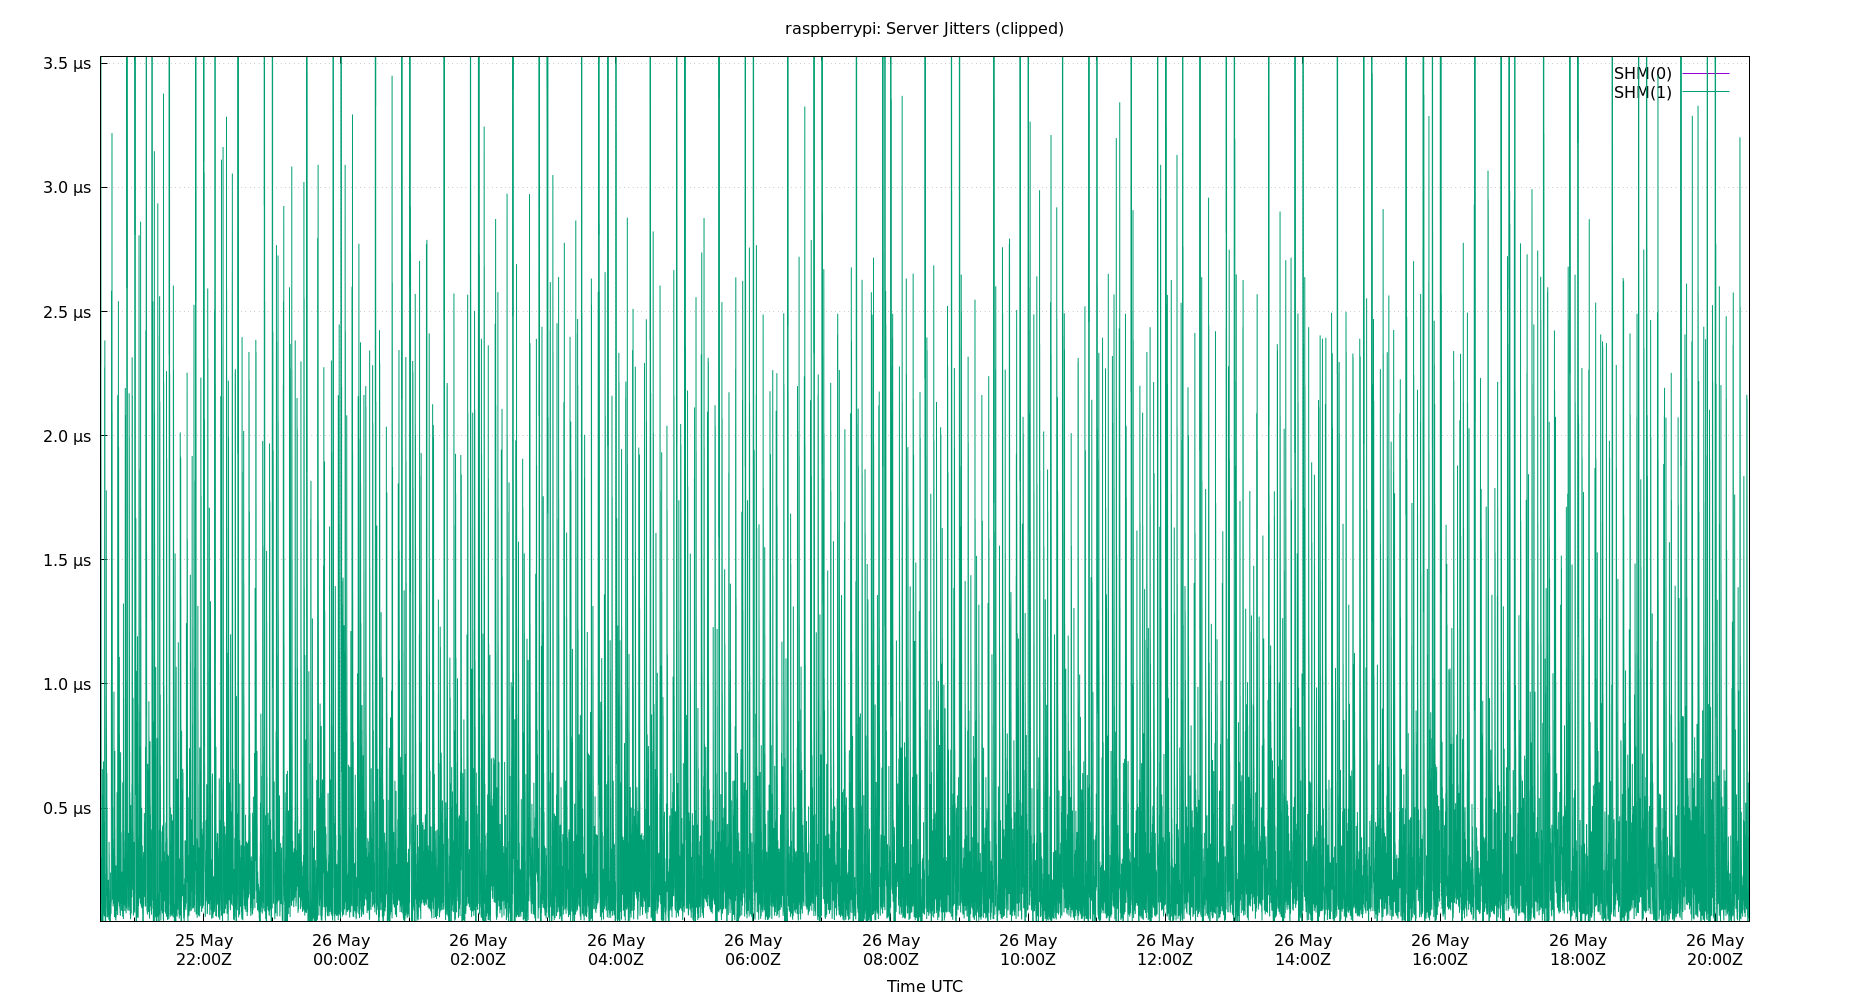 raspberrypi: Server Jitters (clipped)
3.5 µs
3.0 µs
2.5 µs
2.0 µs
1.5 µs
1.0 µs
0.5 µs
SHM(0)
SHM(1)
25 May 26 May 26 May 26 May 26 May 26 May 26 May 26 May 26 May 26 May 26 May 26 May
22:00Z 00:00Z 02:00Z 04:00Z 06:00Z 08:00Z 10:00Z 12:00Z 14:00Z 16:00Z 18:00Z 20:00Z
Time UTC